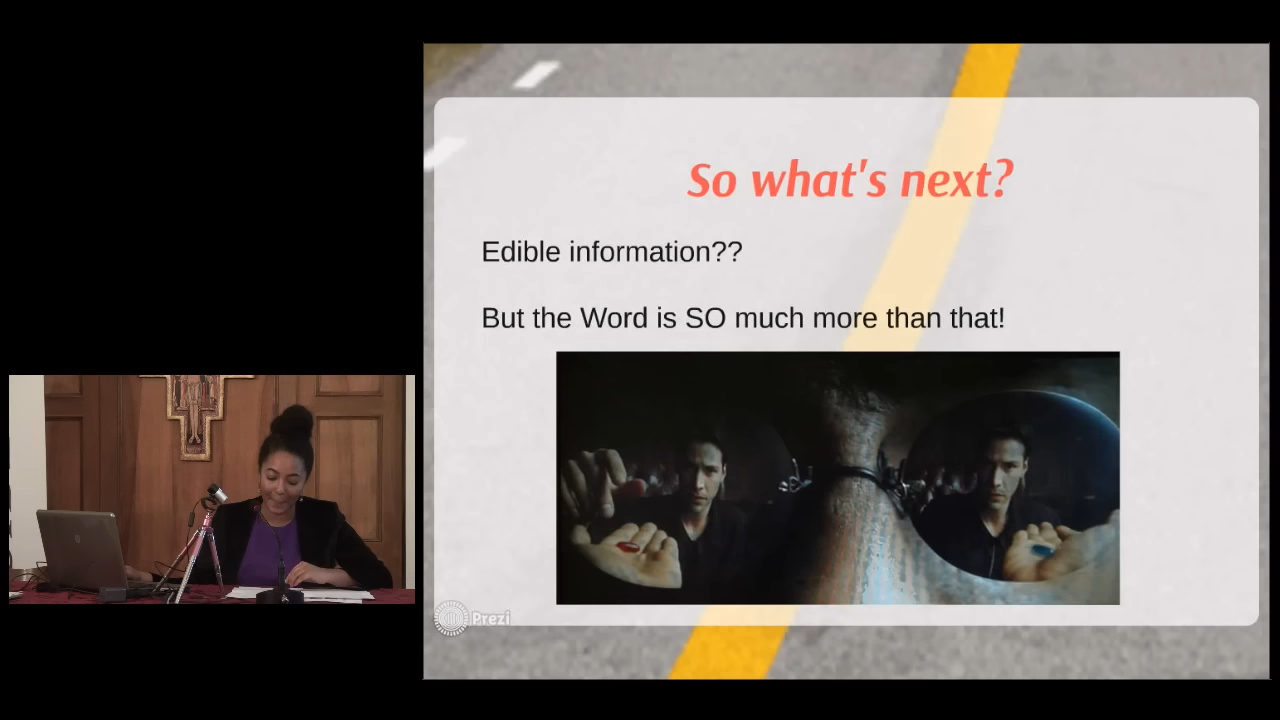 So what's next?
Edible information??
But the Word is SO much more than that!
Prezi